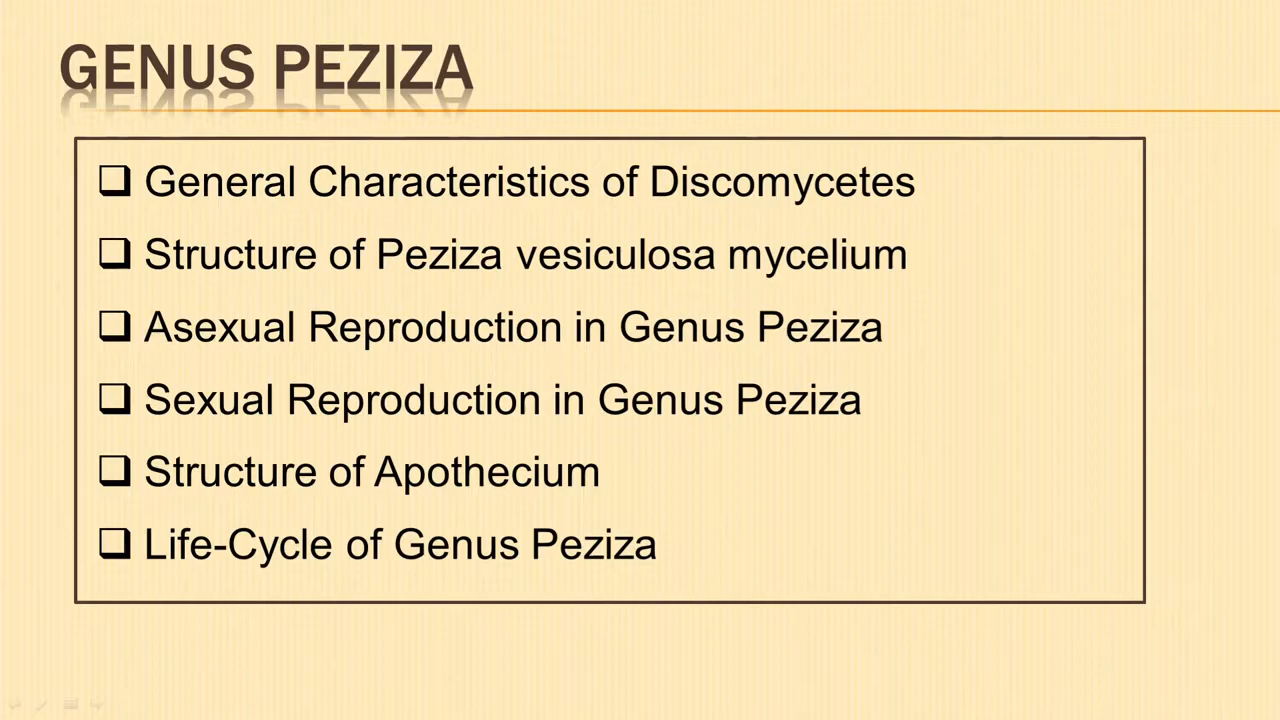 GENUS PEZIZA
General Characteristics of Discomycetes
Structure of Peziza vesiculosa mycelium
Asexual Reproduction in Genus Peziza
Sexual Reproduction in Genus Peziza
Structure of Apothecium
Life-Cycle of Genus Peziza